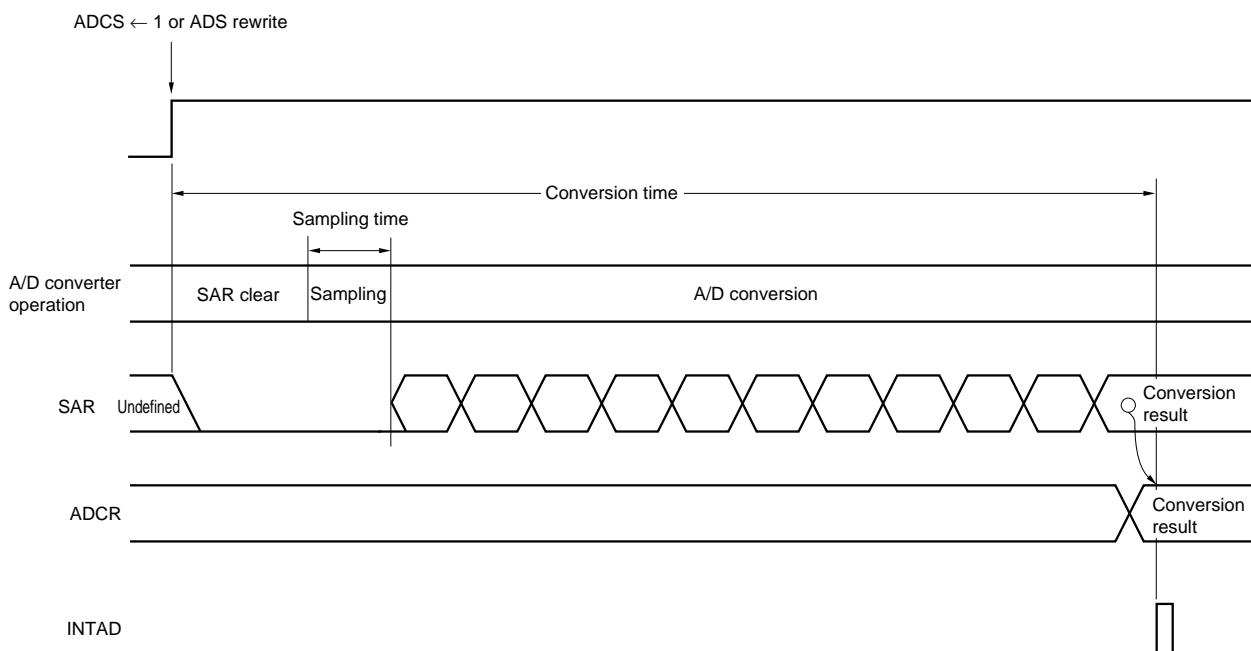 ADCS ← 1 or ADS rewrite
Conversion time
Sampling time
A/D converter
operation
SAR clear
Sampling
A/D conversion
SAR
Undefined
Conversion
result
ADCR
Conversion
result
INTAD